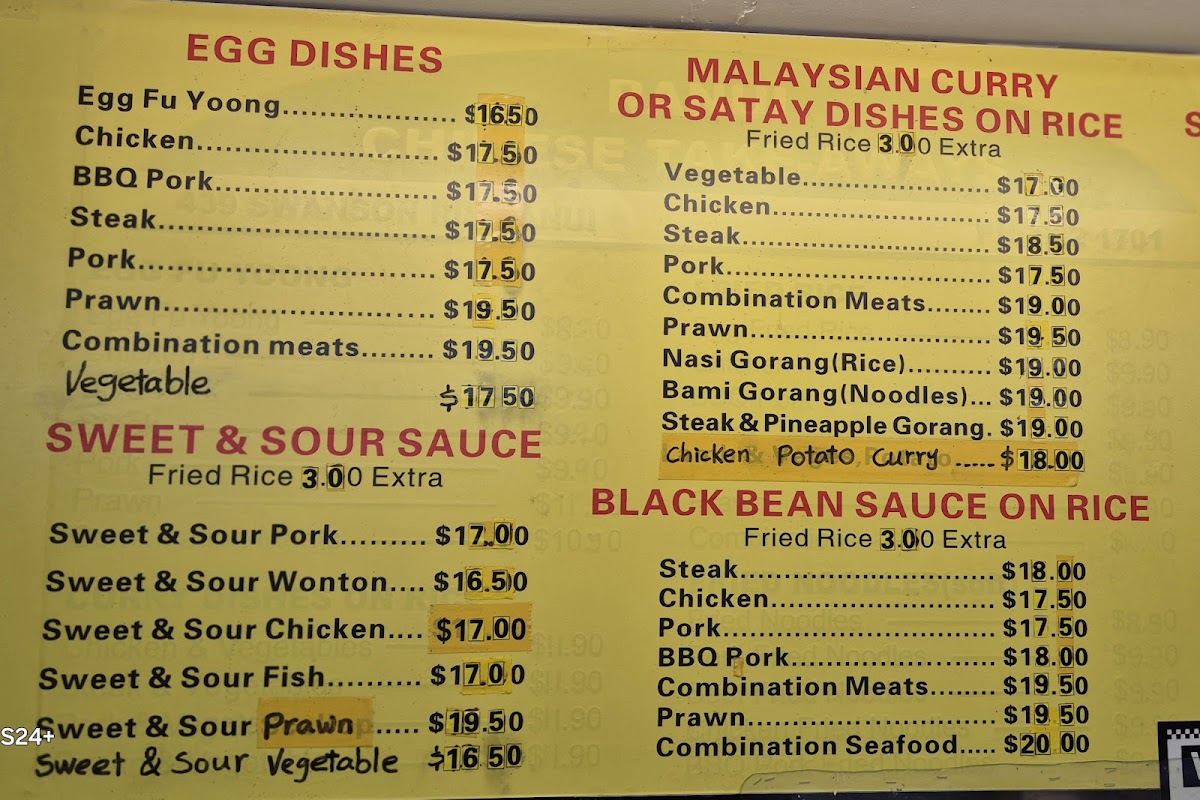 EGG DISHES
Egg Fu Yoong................... $16.50
Chicken............................ $17.50
BBQ Pork......................... $17.50
Steak................................ $17.50
Pork.................................. $17.50
Prawn............................... $19.50
Combination meats........ $19.50
Vegetable $17.50
SWEET & SOUR SAUCE
Fried Rice 3.00 Extra
Sweet & Sour Pork......... $17.00
Sweet & Sour Wonton.... $16.50
Sweet & Sour Chicken.... $17.00
Sweet & Sour Fish.......... $17.00
Sweet & Sour Prawn ..... $19.50
Sweet & Sour Vegetable $16.50
MALAYSIAN CURRY
OR SATAY DISHES ON RICE
Fried Rice 3.00 Extra
Vegetable........................ $17.00
Chicken............................ $17.50
Steak................................ $18.50
Pork.................................. $17.50
Combination Meats........ $19.00
Prawn............................... $19.50
Nasi Gorang(Rice).......... $19.00
Bami Gorang(Noodles)... $19.00
Steak & Pineapple Gorang. $19.00
Chicken Potato Curry ..... $18.00
BLACK BEAN SAUCE ON RICE
Fried Rice 3.00 Extra
Steak................................ $18.00
Chicken............................ $17.50
Pork.................................. $17.50
BBQ Pork......................... $18.00
Combination Meats........ $19.50
Prawn............................... $19.50
Combination Seafood..... $20.00
S24+